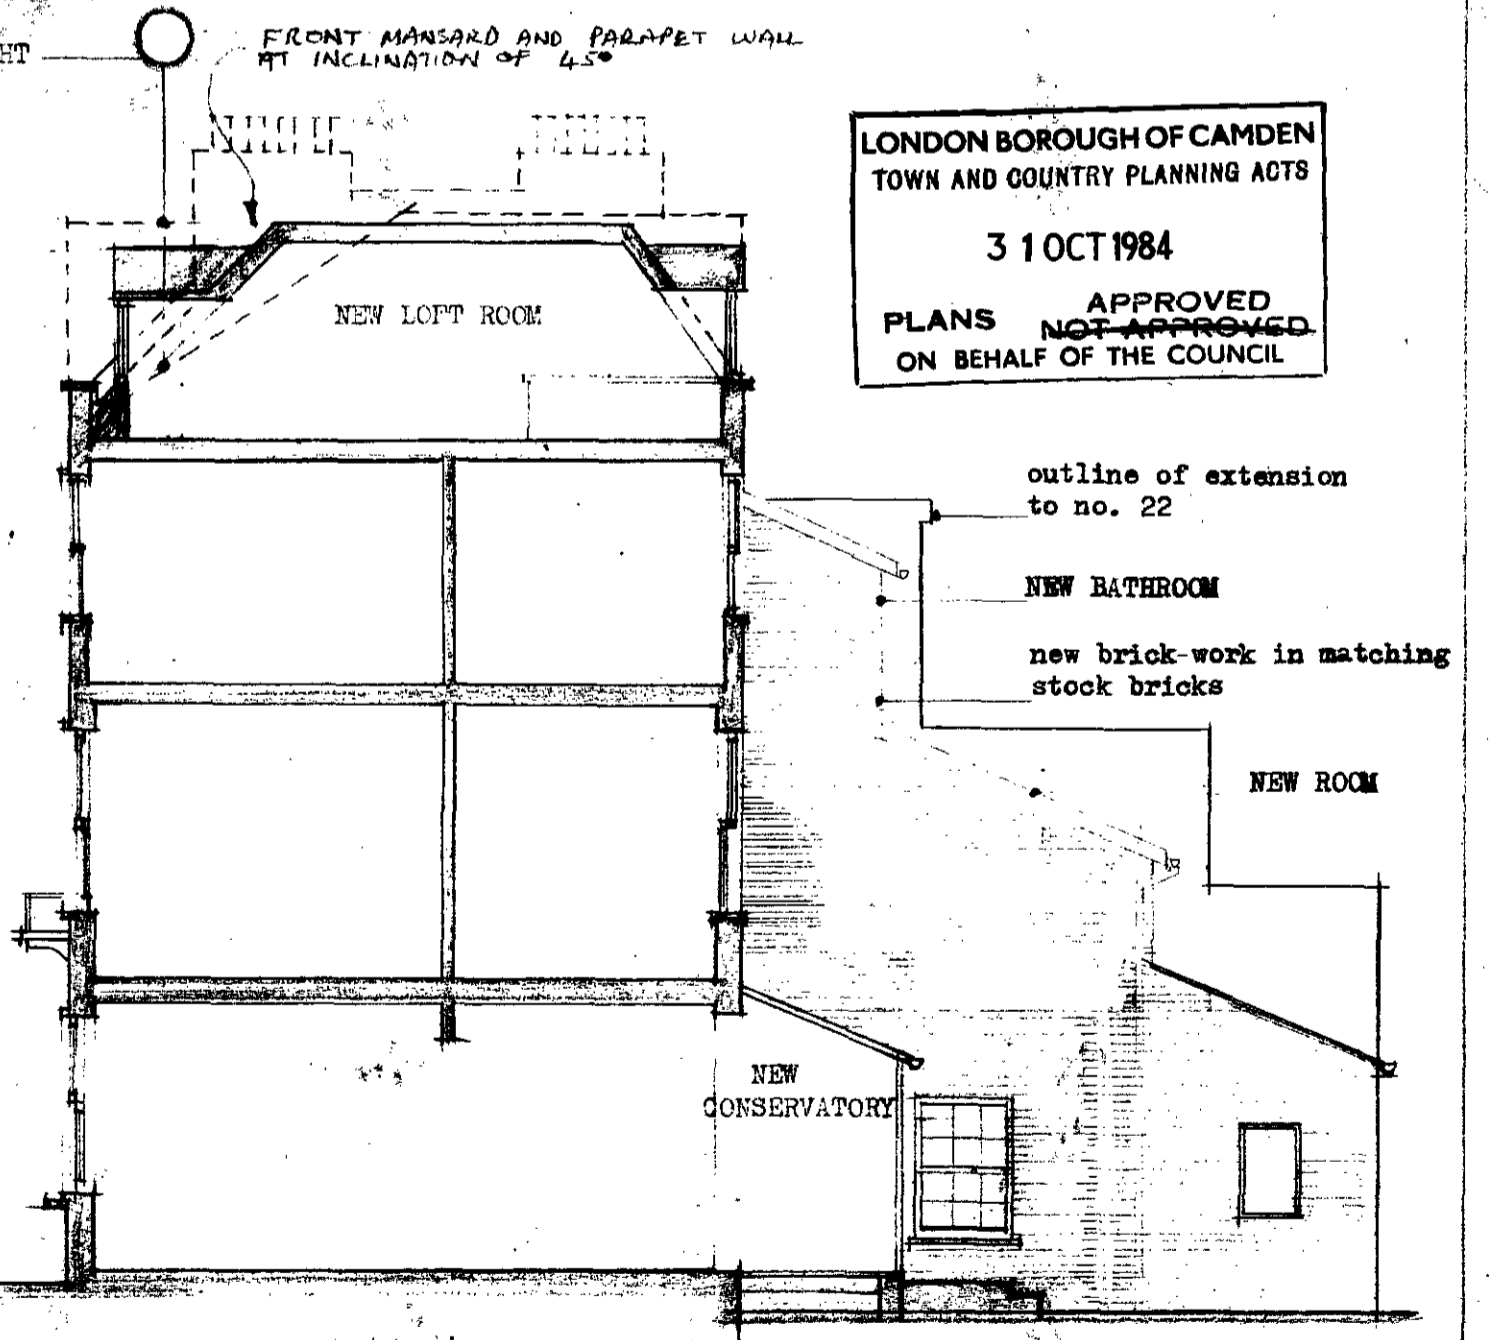 HT
FRONT MANSARD AND PARAPET WALL
AT INCLINATION OF 45°
LONDON BOROUGH OF CAMDEN
TOWN AND COUNTRY PLANNING ACTS
31 OCT 1984
APPROVED
PLANS NOT APPROVED
ON BEHALF OF THE COUNCIL
NEW LOFT ROOM
outline of extension
to no. 22
NEW BATHROOM
new brick-work in matching
stock bricks
NEW ROOM
NEW
CONSERVATORY